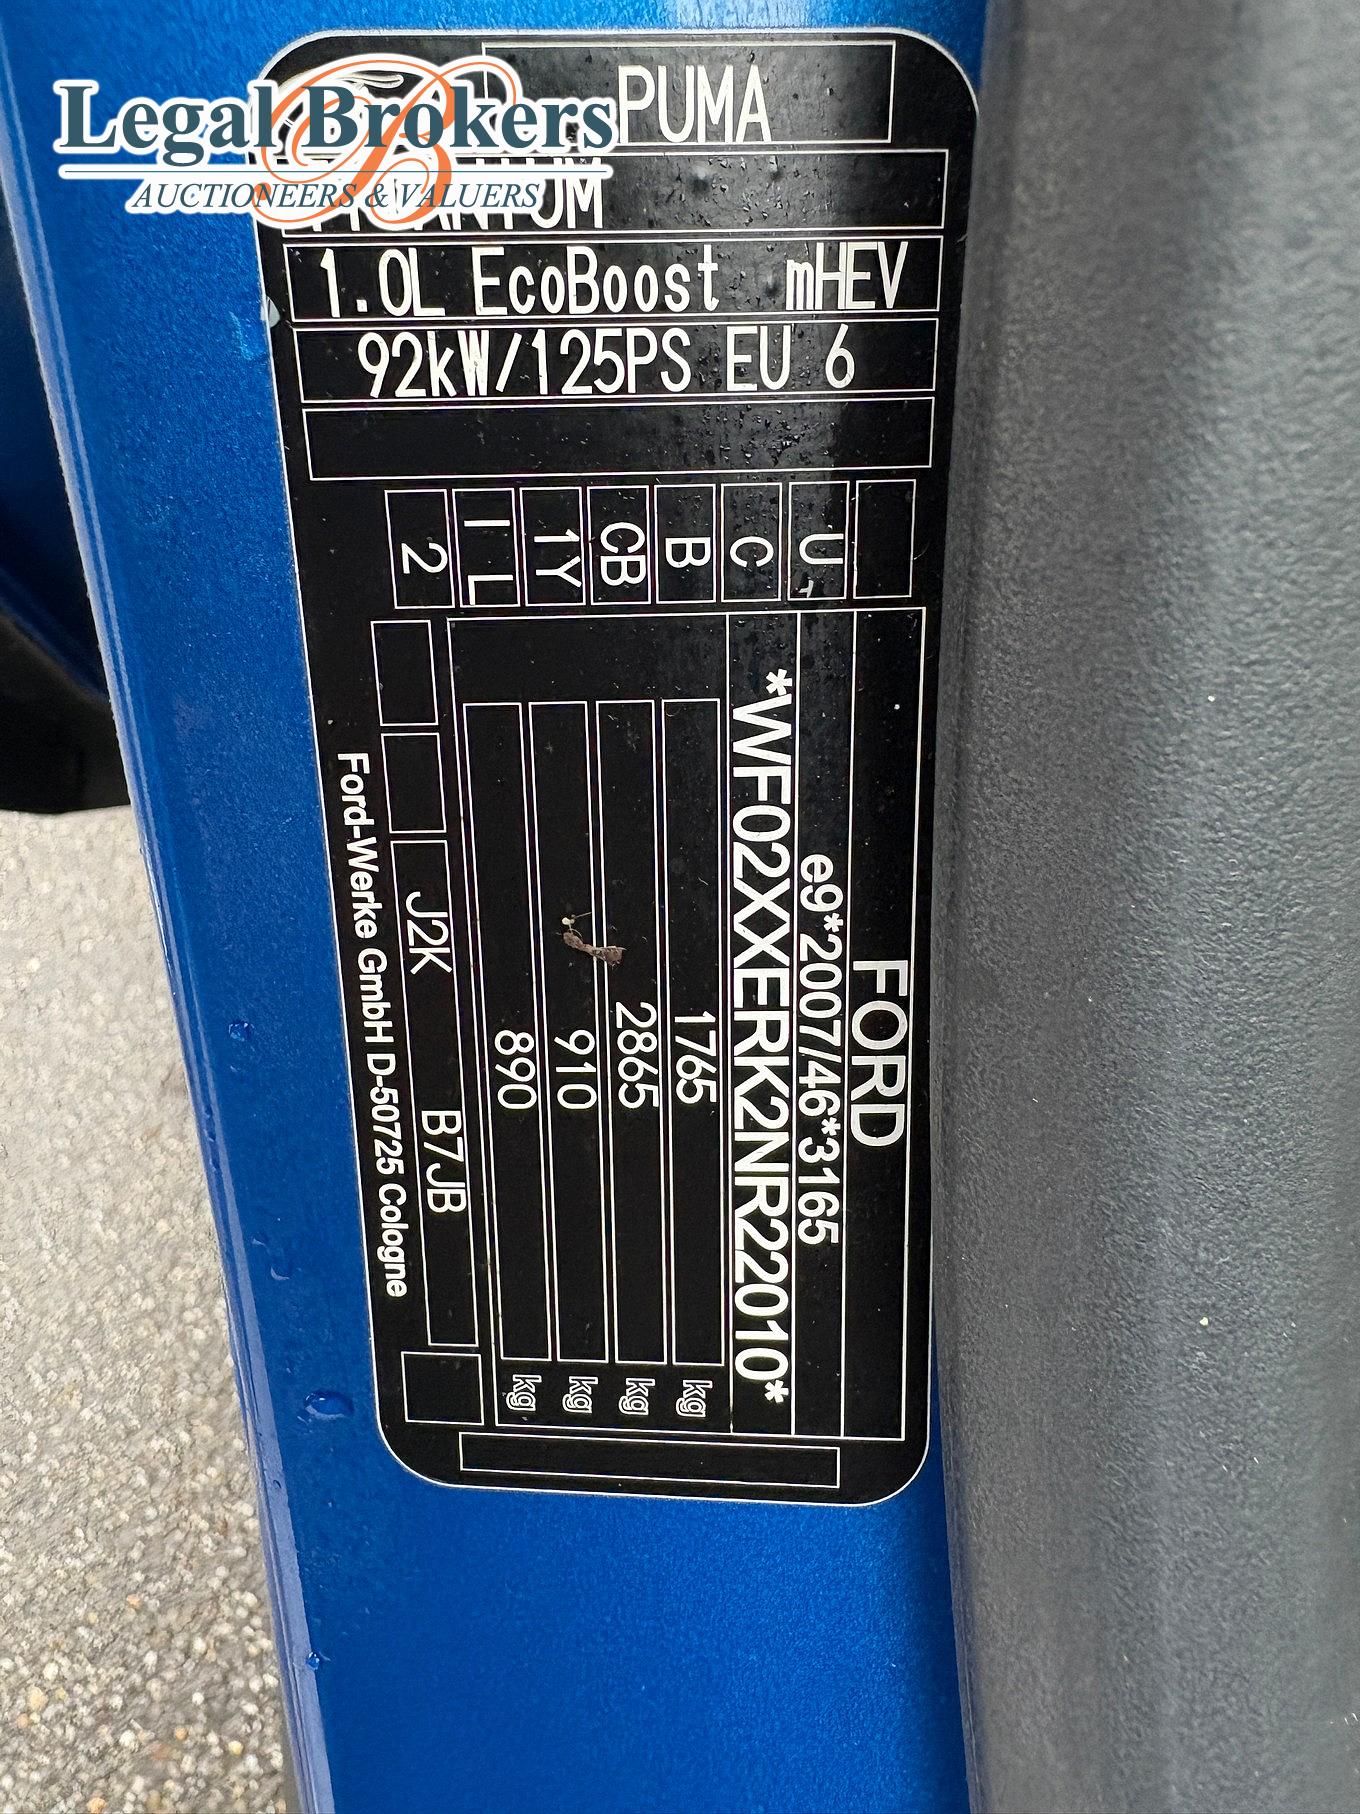 Legal Brokers
AUCTIONEERS & VALUERS
PUMA
1.0L EcoBoost mHEV
92kW/125PS EU 6
U
C
B
CB
1Y
2
FORD
e9*2007/46*3165
*WF02XXERK2NR22010*
1765 kg
2865 kg
910 kg
890 kg
J2K B7JB
Ford-Werke GmbH D-50725 Cologne